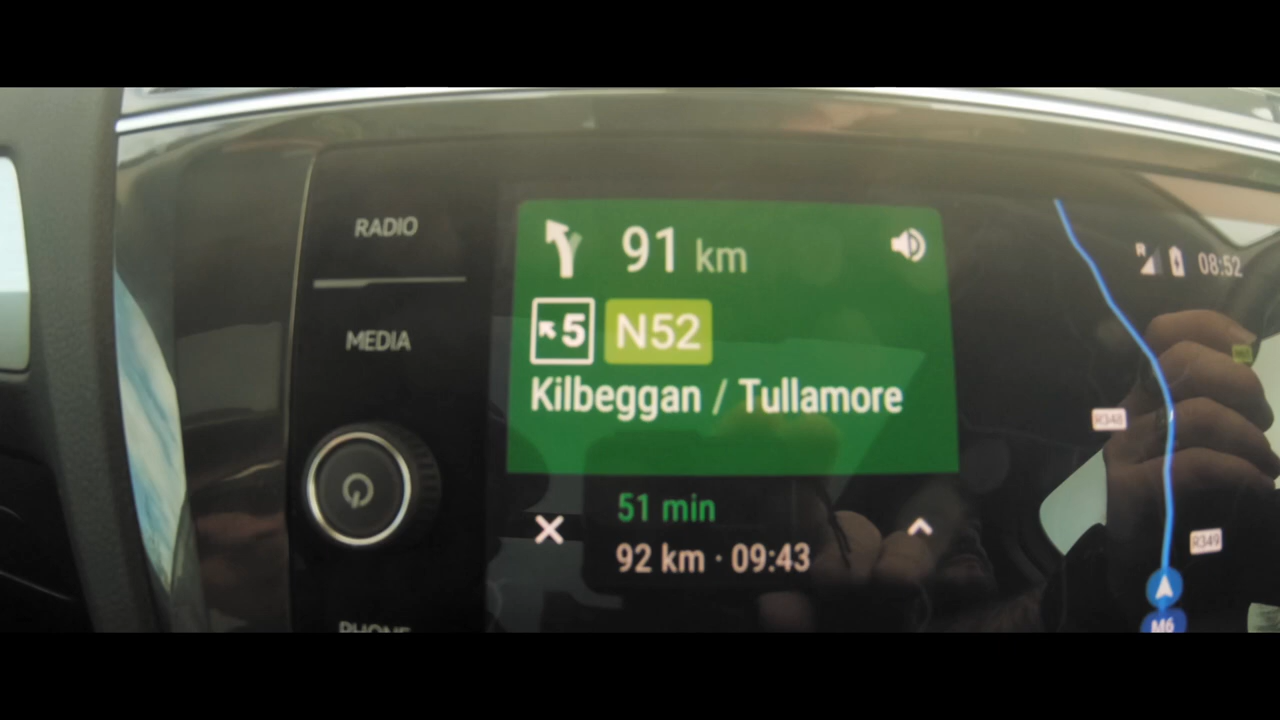 RADIO
MEDIA
PHONE
91 km
5 N52
Kilbeggan / Tullamore
51 min
92 km · 09:43
R 08:52
R348
R349
M6